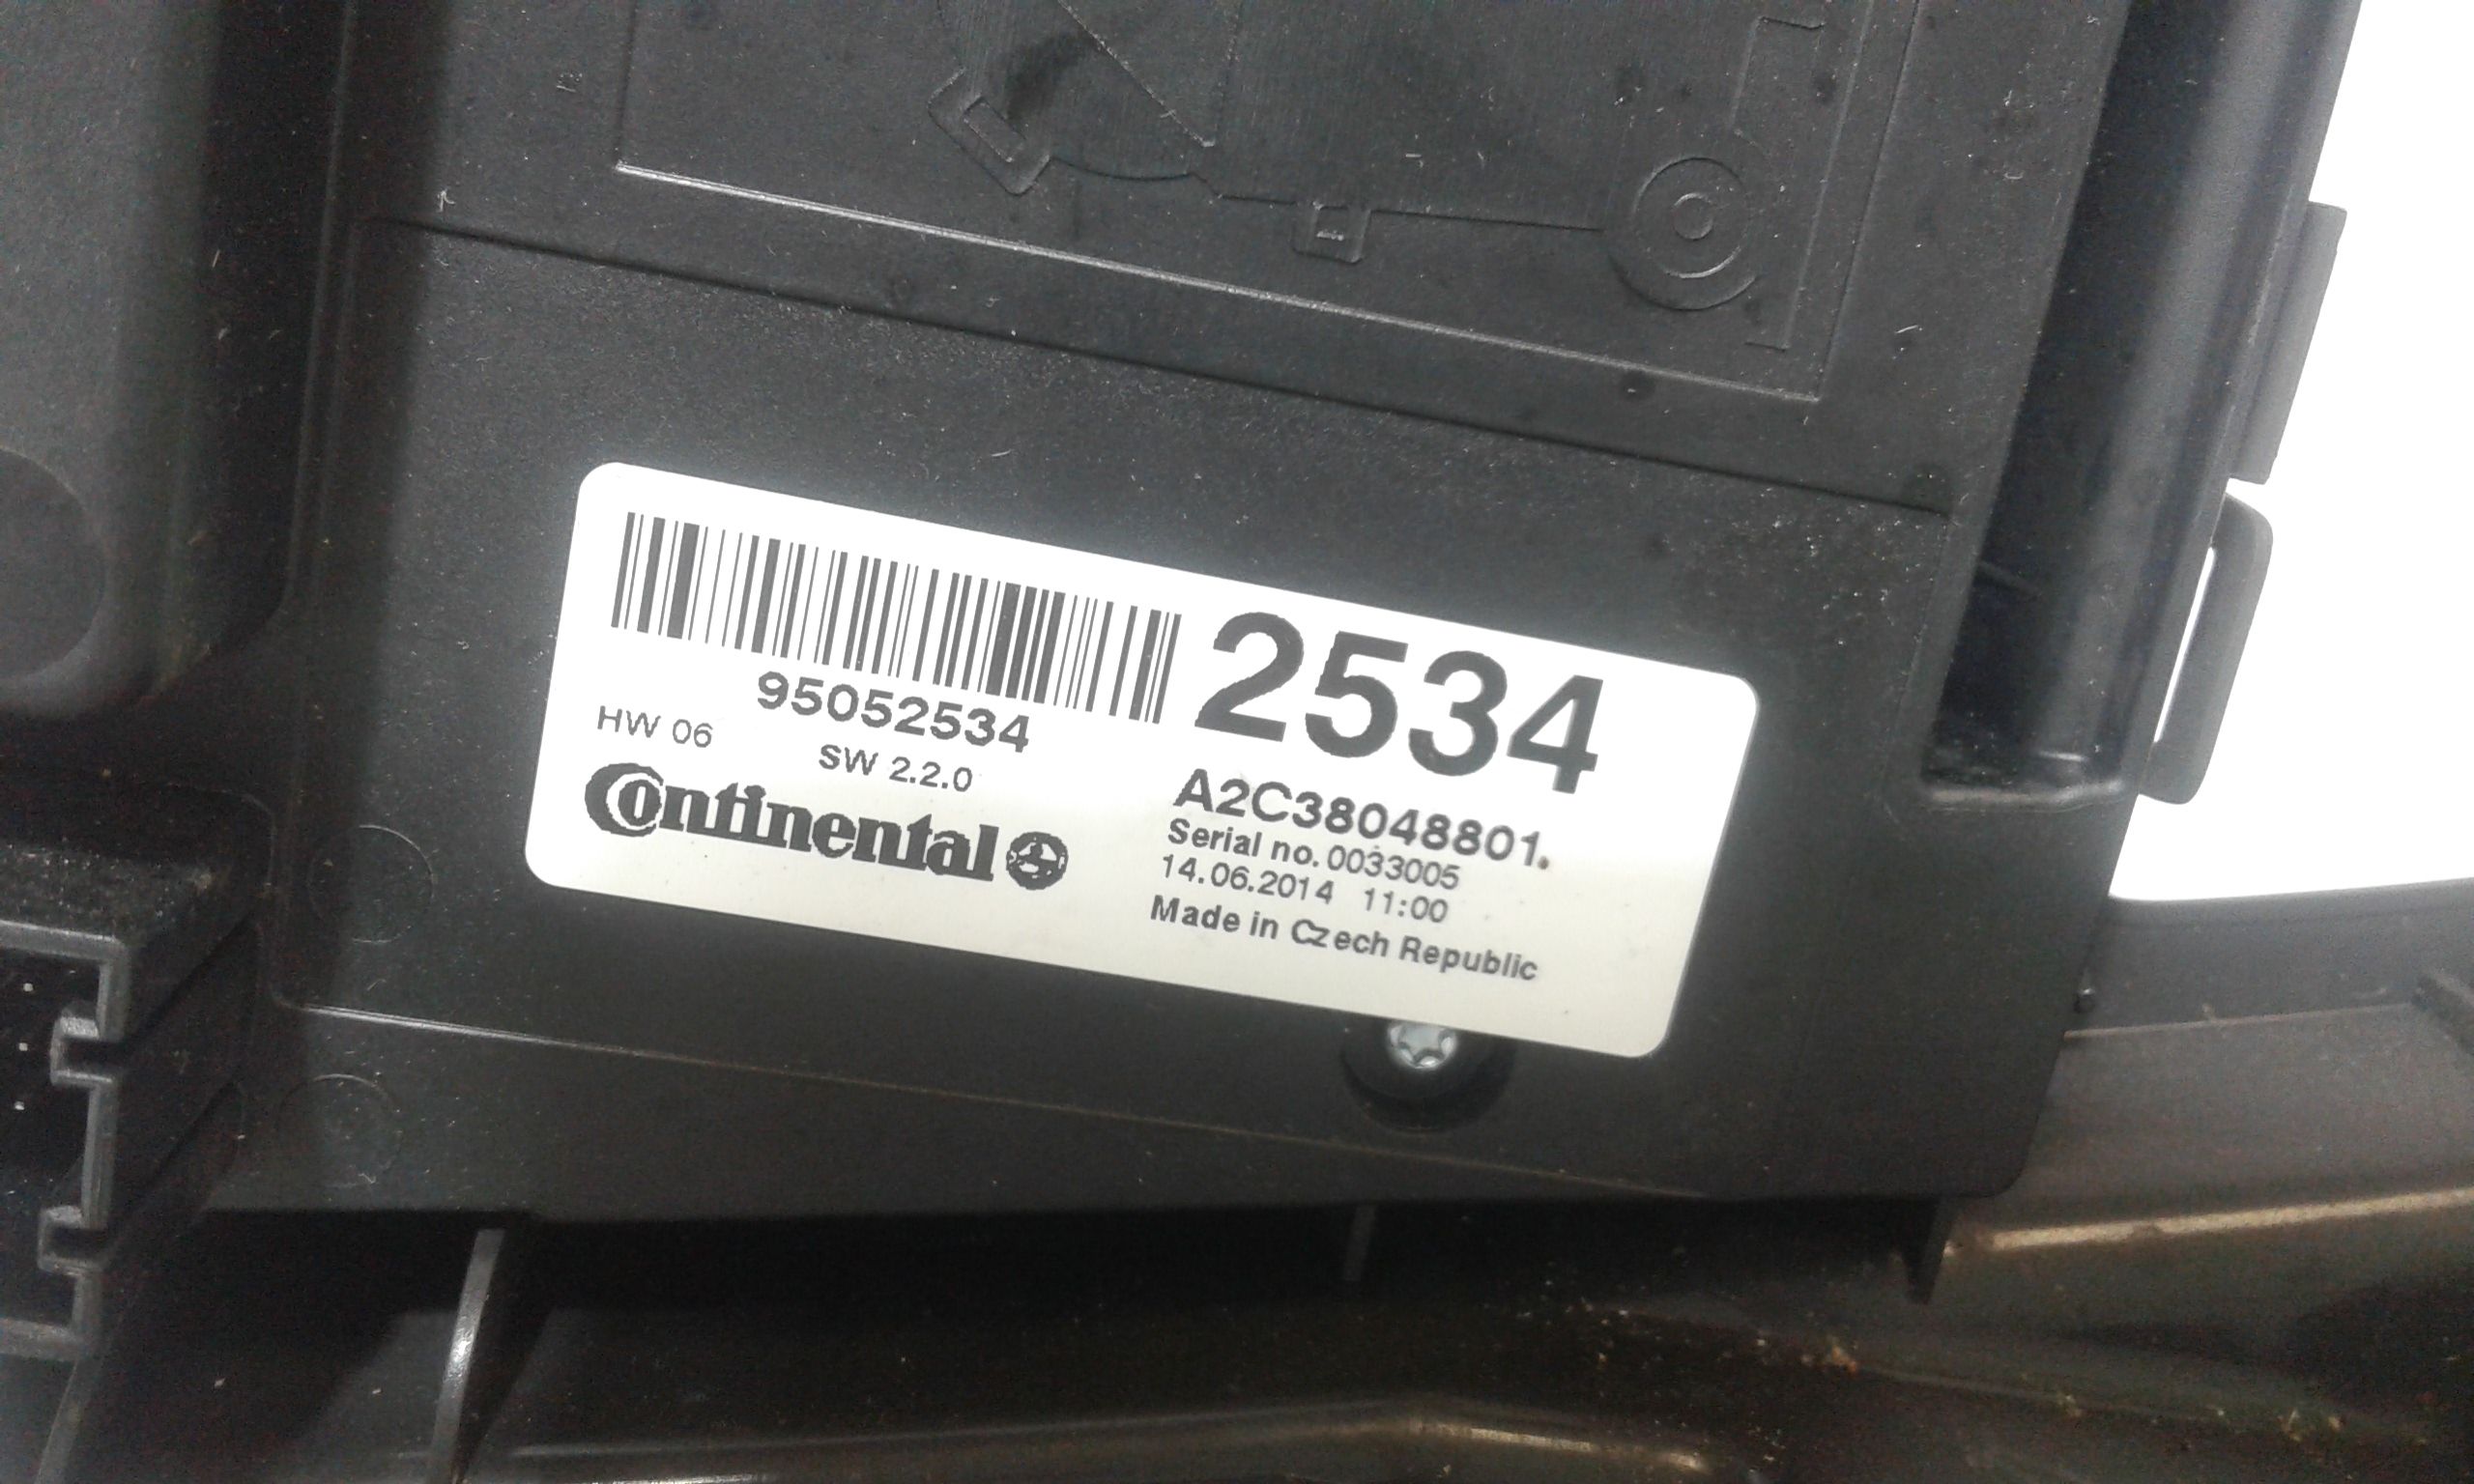 2534
95052534
HW 06
SW 2.2.0
Continental
A2C38048801.
Serial no. 0033005
14.06.2014 11:00
Made in Czech Republic